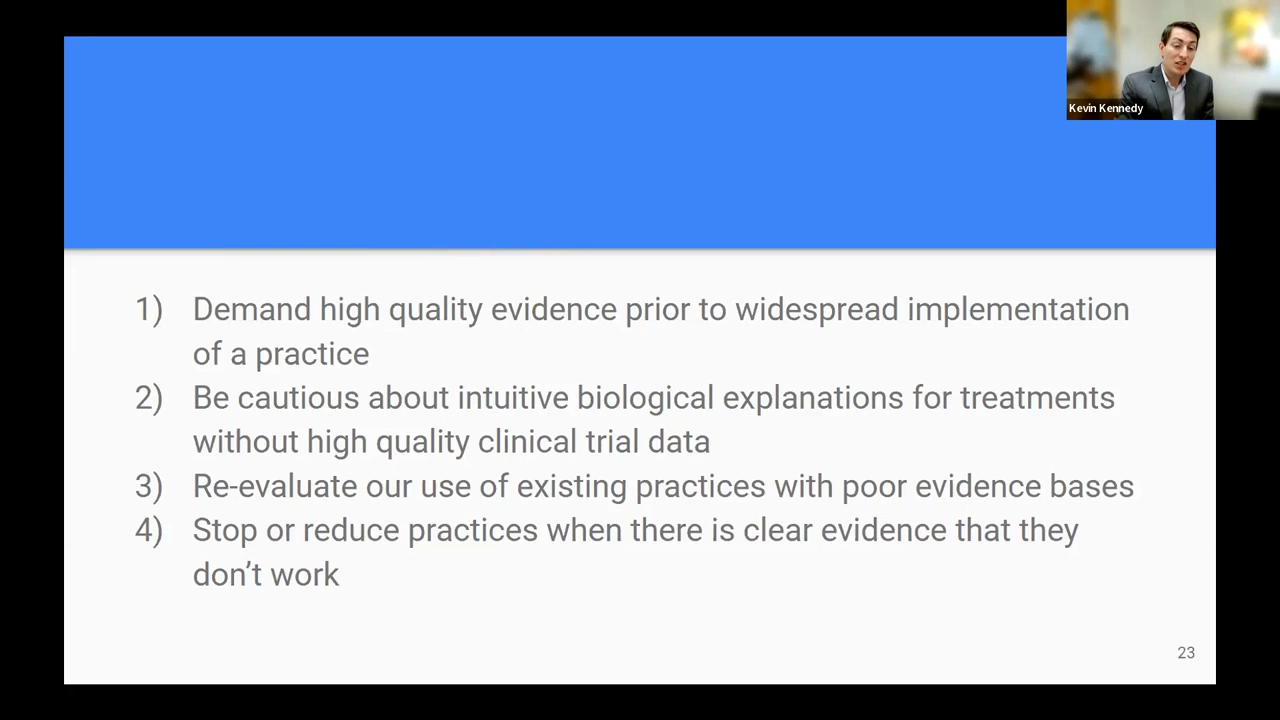 Kevin Kennedy
1) Demand high quality evidence prior to widespread implementation
of a practice
2) Be cautious about intuitive biological explanations for treatments
without high quality clinical trial data
3) Re-evaluate our use of existing practices with poor evidence bases
4) Stop or reduce practices when there is clear evidence that they
don’t work
23